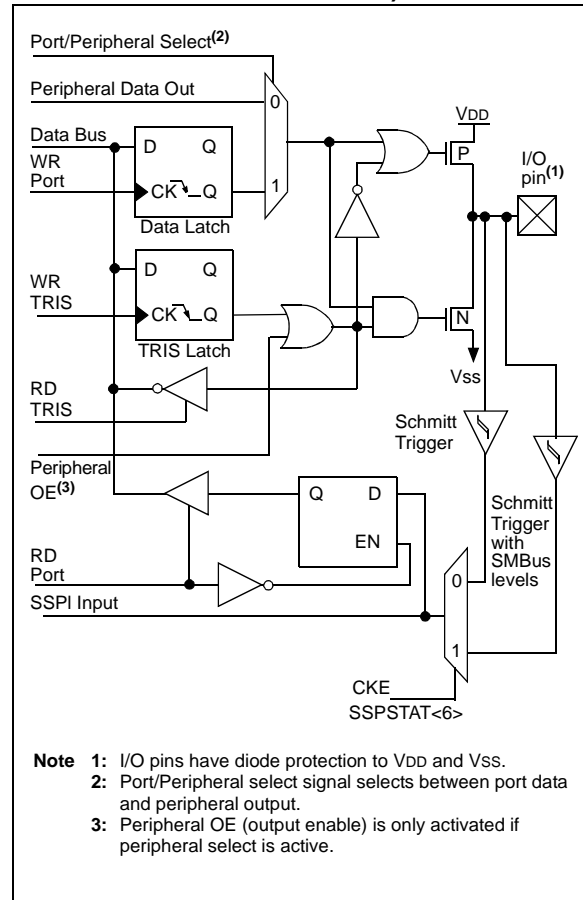 Port/Peripheral Select(2)
Peripheral Data Out
Data Bus
WR
Port
D Q
CK Q
Data Latch
0
1
VDD
P
I/O
pin(1)
WR
TRIS
D Q
CK Q
TRIS Latch
N
Vss
RD
TRIS
Schmitt
Trigger
Peripheral
OE(3)
Q D
EN
Schmitt
Trigger
with
SMBus
levels
RD
Port
SSPI Input
0
1
CKE
SSPSTAT<6>
Note 1: I/O pins have diode protection to VDD and VSS.
2: Port/Peripheral select signal selects between port data
and peripheral output.
3: Peripheral OE (output enable) is only activated if
peripheral select is active.